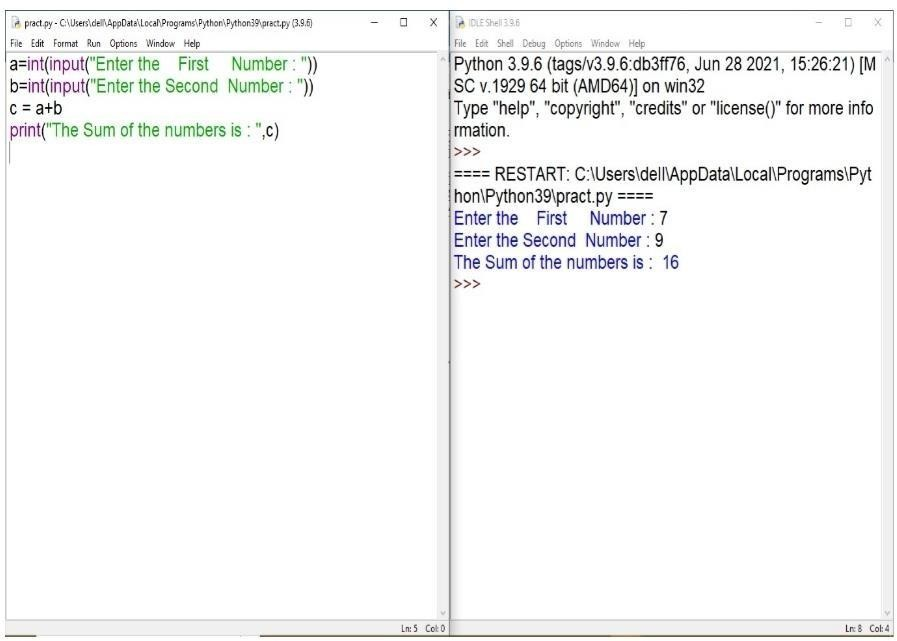 pract.py - C:\Users\dell\AppData\Local\Programs\Python\Python39\pract.py (3.9.6)
File Edit Format Run Options Window Help
a=int(input("Enter the    First     Number : "))
b=int(input("Enter the Second  Number : "))
c = a+b
print("The Sum of the numbers is : ",c)
Ln: 5 Col: 0
IDLE Shell 3.9.6
File Edit Shell Debug Options Window Help
Python 3.9.6 (tags/v3.9.6:db3ff76, Jun 28 2021, 15:26:21) [M
SC v.1929 64 bit (AMD64)] on win32
Type "help", "copyright", "credits" or "license()" for more info
rmation.
>>>
==== RESTART: C:\Users\dell\AppData\Local\Programs\Pyt
hon\Python39\pract.py ====
Enter the    First     Number : 7
Enter the Second  Number : 9
The Sum of the numbers is :  16
>>>
Ln: 8 Col: 4